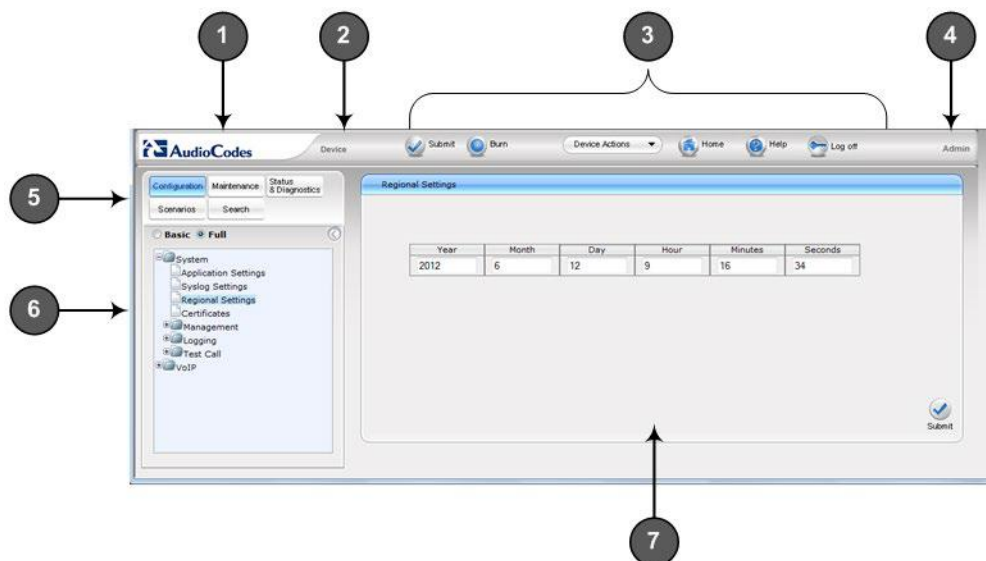 1
2
3
4
AudioCodes
Device
Submit
Burn
Device Actions
Home
Help
Log off
Admin
5
Configuration
Maintenance
Status
& Diagnostics
Scenarios
Search
Regional Settings
Basic
Full
Year Month Day Hour Minutes Seconds
2012 6 12 9 16 34
6
System
Application Settings
Syslog Settings
Regional Settings
Certificates
Management
Logging
Test Call
VoIP
Submit
7